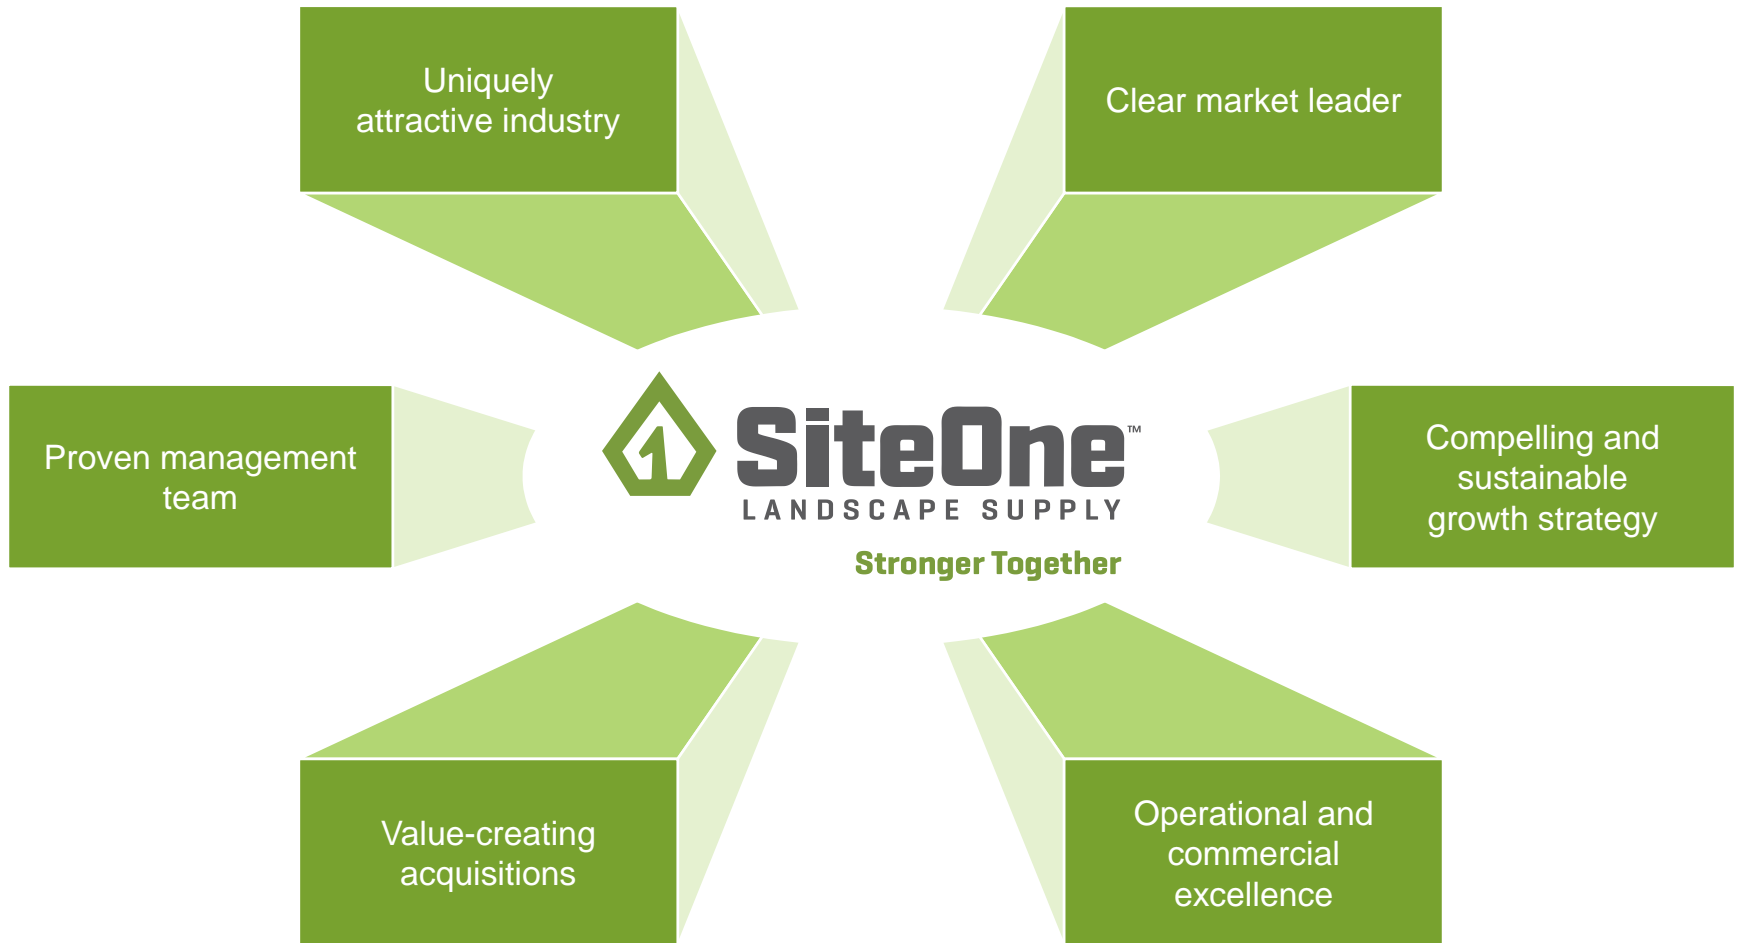 Uniquely
attractive industry
Clear market leader
Proven management
team
1
SiteOne™
LANDSCAPE SUPPLY
Stronger Together
Compelling and
sustainable
growth strategy
Value-creating
acquisitions
Operational and
commercial
excellence